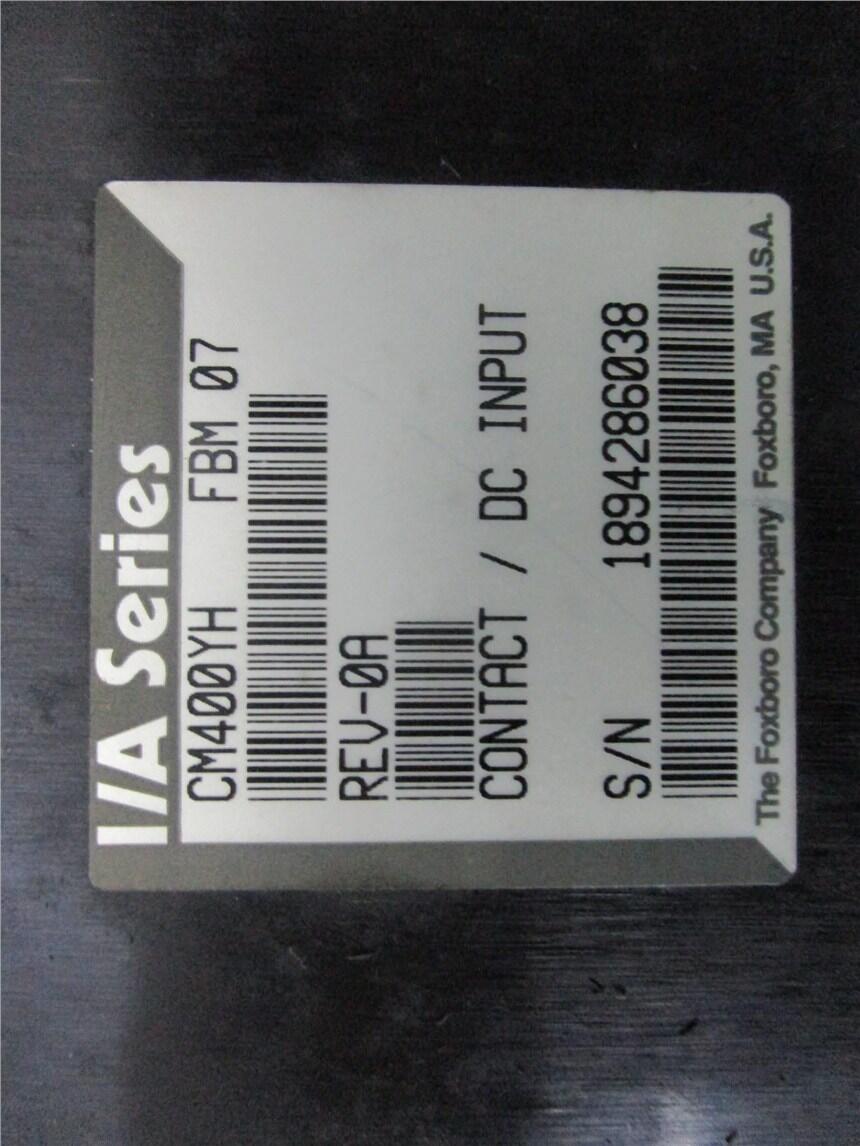 I/A Series
CM400YH FBM 07
REV-0A
CONTACT / DC INPUT
S/N 1894286038
The Foxboro Company Foxboro, MA U.S.A.